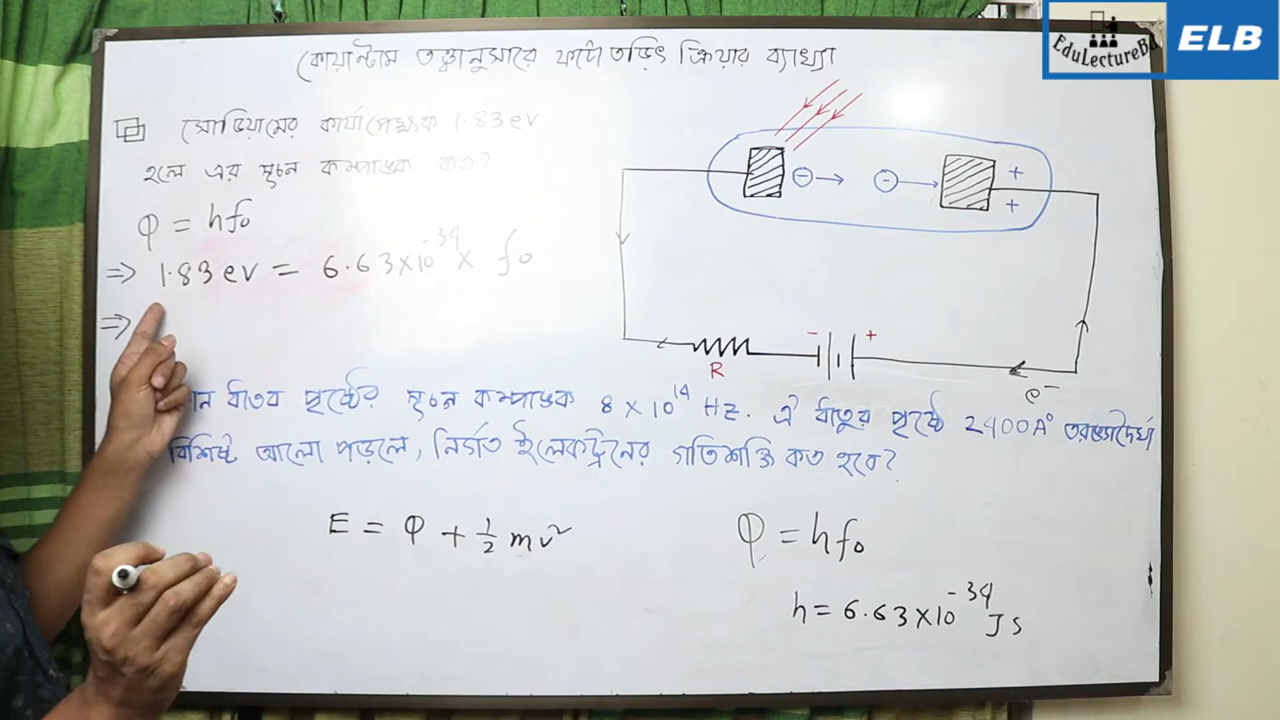 কোয়ান্টাম তত্ত্বানুসারে ফটো তড়িৎ ক্রিয়ার ব্যাখ্যা
EduLectureBd
ELB
সোডিয়ামের কার্যাপেক্ষক 1.83 ev
হলে এর সূচন কম্পাঙ্ক কত?
φ = hf₀
⇒ 1.83 ev = 6.63×10⁻³⁴ × f₀
⇒
− → − → + +
− +
R
e⁻
ধাতব পৃষ্ঠের সূচন কম্পাঙ্ক 8 × 10¹⁴ Hz. ঐ ধাতুর পৃষ্ঠে 2400A° তরঙ্গদৈর্ঘ্য
বিশিষ্ট আলো পড়লে, নির্গত ইলেকট্রনের গতিশক্তি কত হবে?
E = φ + ½ mv²
φ = hf₀
h = 6.63×10⁻³⁴ Js